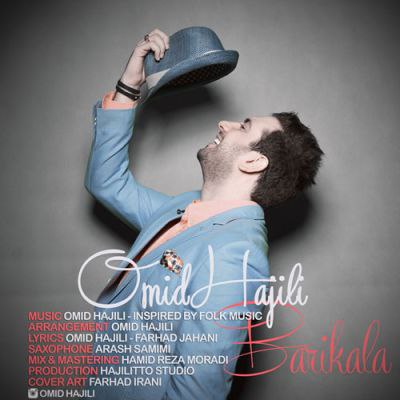 Omid Hajili
Barikala
MUSIC OMID HAJILI - INSPIRED BY FOLK MUSIC
ARRANGEMENT OMID HAJILI
LYRICS OMID HAJILI - FARHAD JAHANI
SAXOPHONE ARASH SAMIMI
MIX & MASTERING HAMID REZA MORADI
PRODUCTION HAJILITTO STUDIO
COVER ART FARHAD IRANI
OMID HAJILI